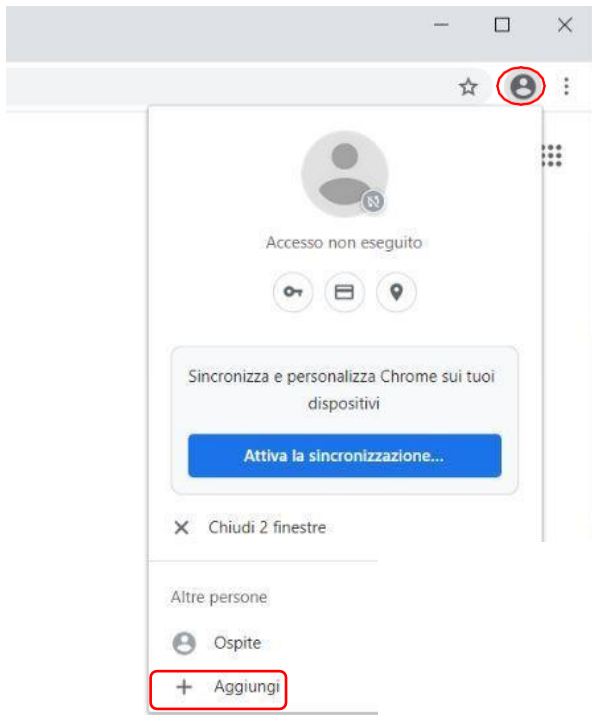 Accesso non eseguito
Sincronizza e personalizza Chrome sui tuoi
dispositivi
Attiva la sincronizzazione...
Chiudi 2 finestre
Altre persone
Ospite
Aggiungi